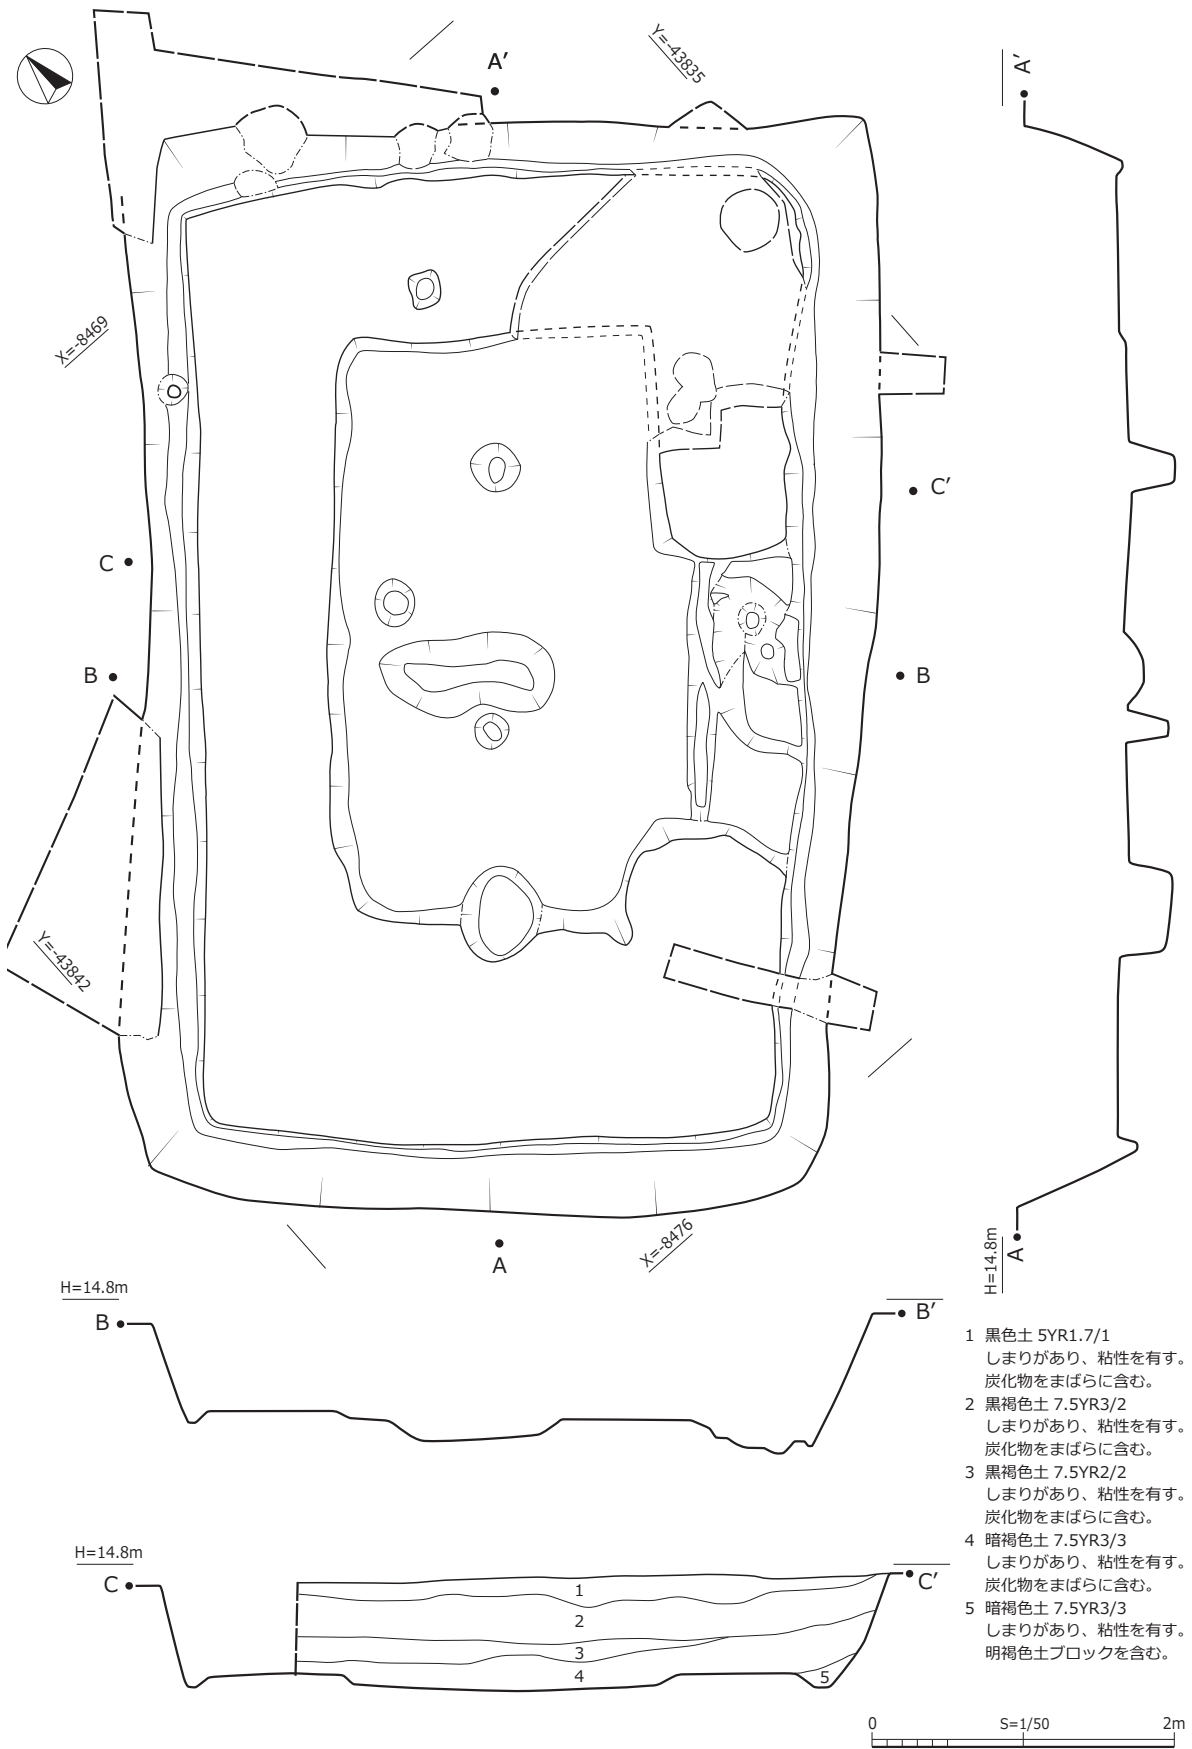 A'
Y=-43835
A'
X=-8469
C'
C
B
B
Y=-43842
A
X=-8476
H=14.8m
A
H=14.8m
B
B'
1 黒色土 5YR1.7/1
しまりがあり、粘性を有す。
炭化物をまばらに含む。
2 黒褐色土 7.5YR3/2
しまりがあり、粘性を有す。
炭化物をまばらに含む。
3 黒褐色土 7.5YR2/2
しまりがあり、粘性を有す。
炭化物をまばらに含む。
4 暗褐色土 7.5YR3/3
しまりがあり、粘性を有す。
炭化物をまばらに含む。
5 暗褐色土 7.5YR3/3
しまりがあり、粘性を有す。
明褐色土ブロックを含む。
H=14.8m
C
C'
1
2
3
4
5
0 S=1/50 2m